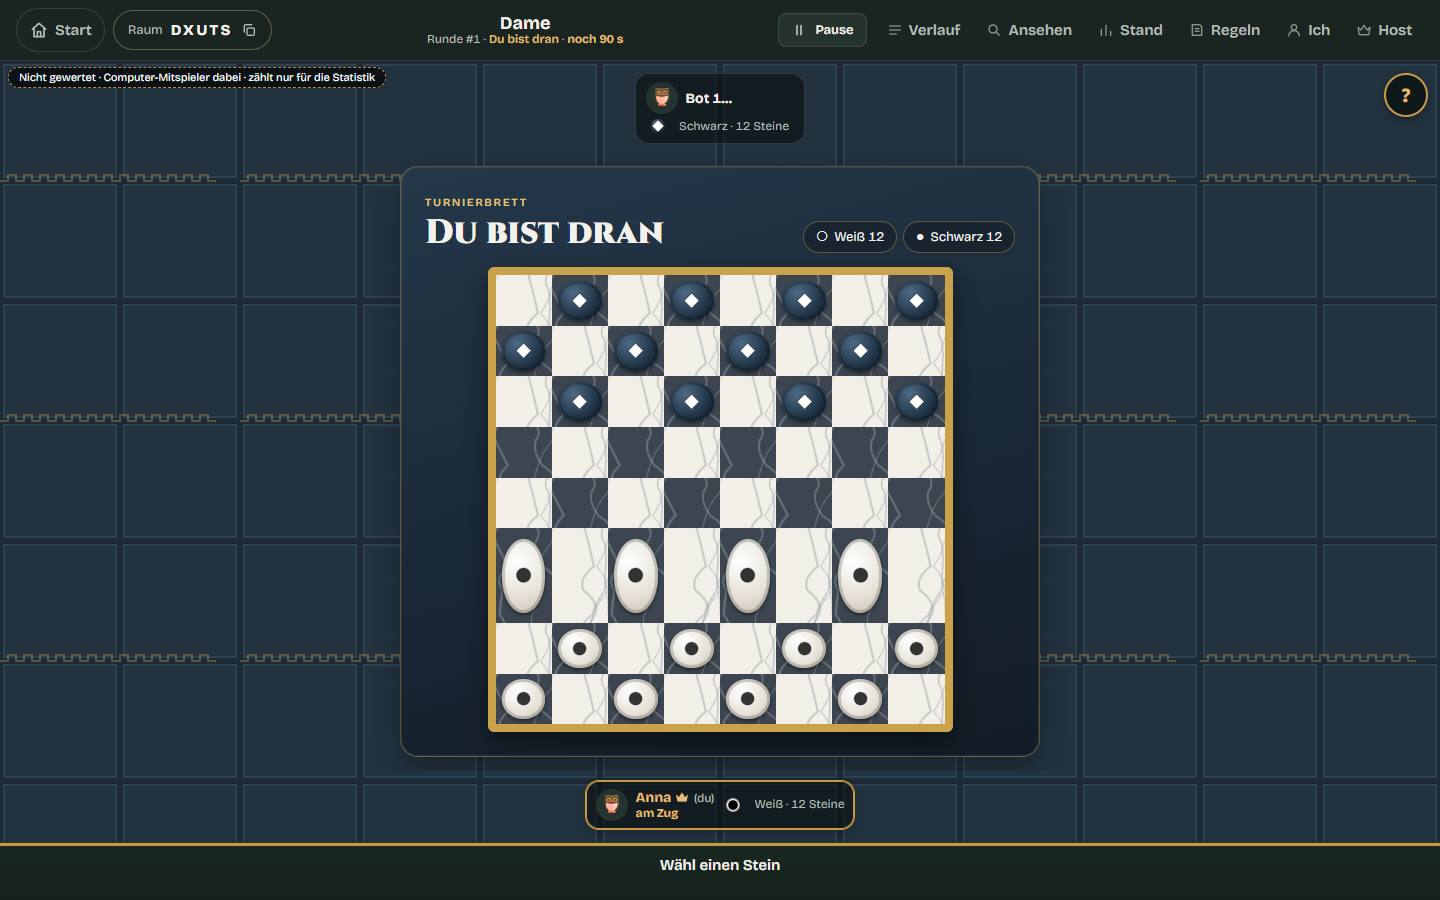 Start
Raum DXUTS
Dame
Runde #1 · Du bist dran · noch 90 s
Pause
Verlauf
Ansehen
Stand
Regeln
Ich
Host
Nicht gewertet · Computer-Mitspieler dabei · zählt nur für die Statistik
Bot 1...
Schwarz · 12 Steine
?
TURNIERBRETT
DU BIST DRAN
Weiß 12
Schwarz 12
Anna (du)
am Zug
Weiß · 12 Steine
Wähl einen Stein